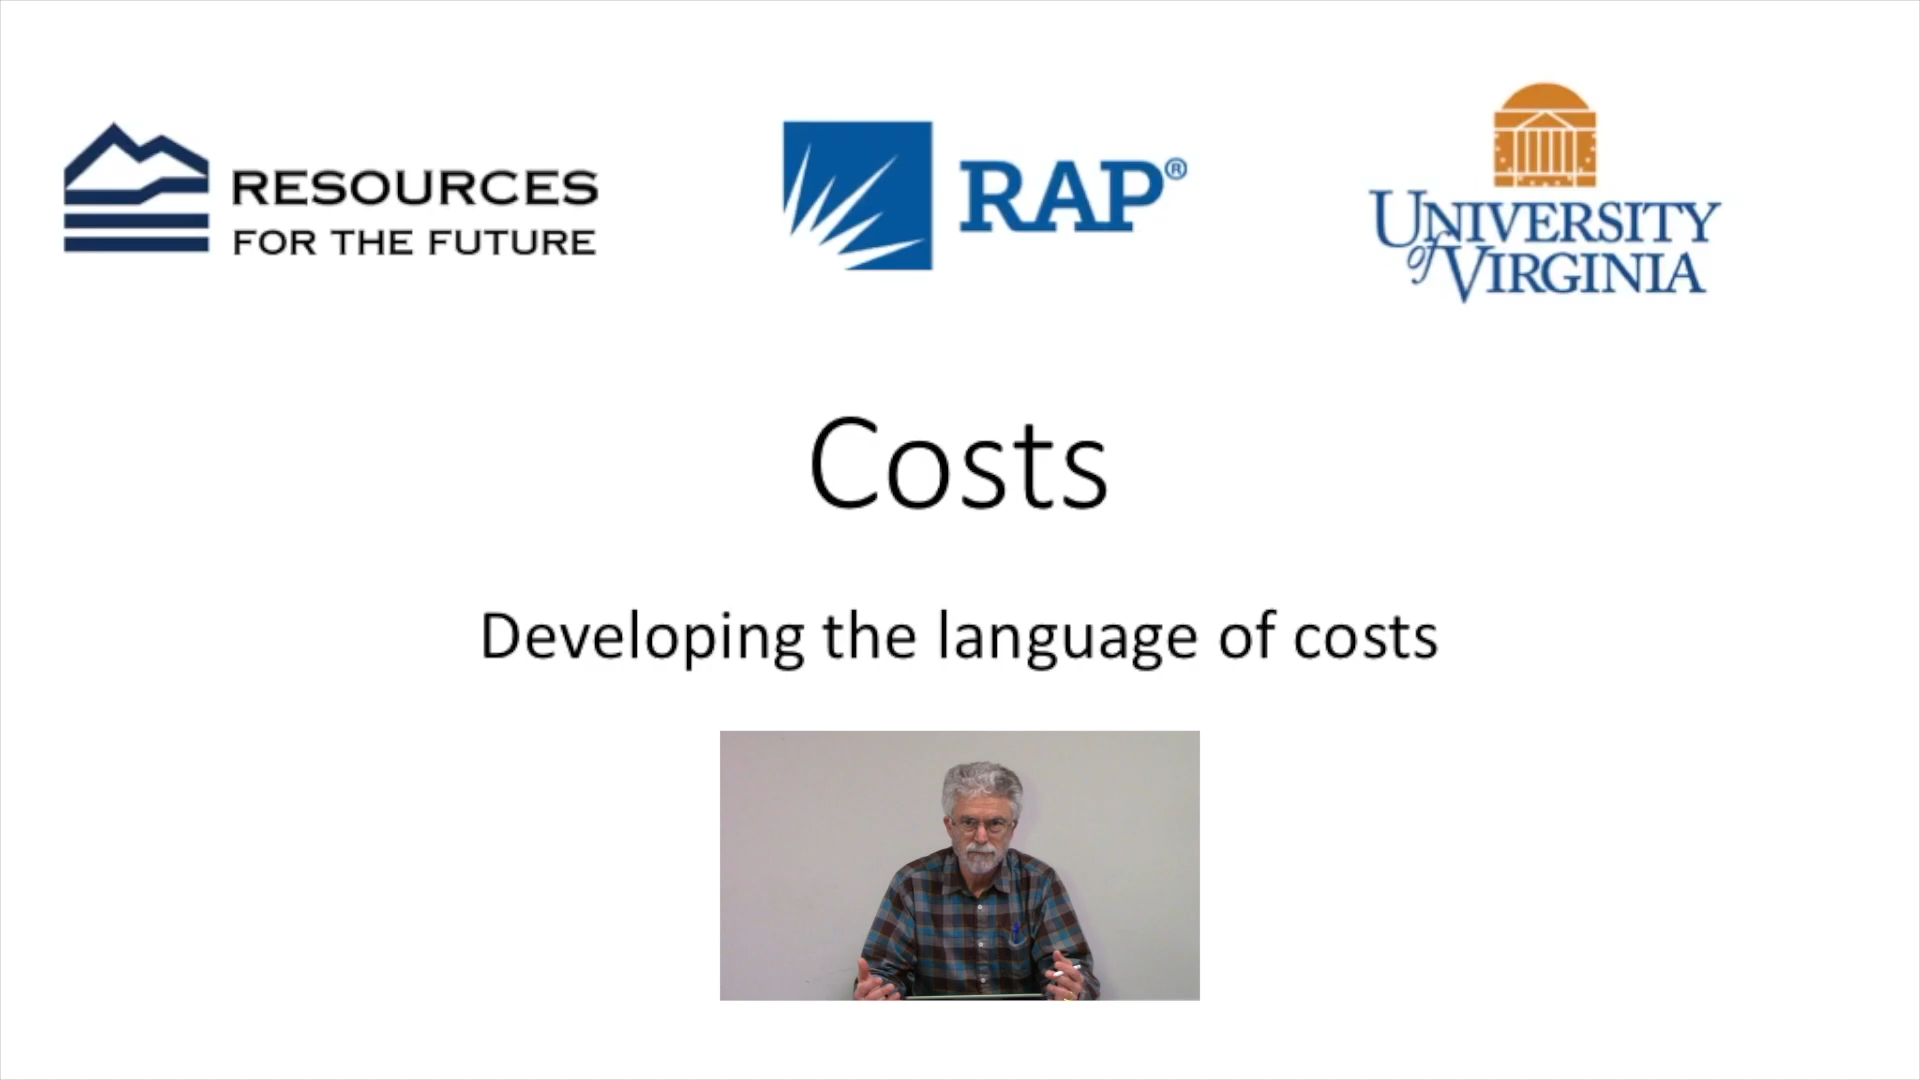 RESOURCES
FOR THE FUTURE
RAP®
UNIVERSITY
of VIRGINIA
Costs
Developing the language of costs